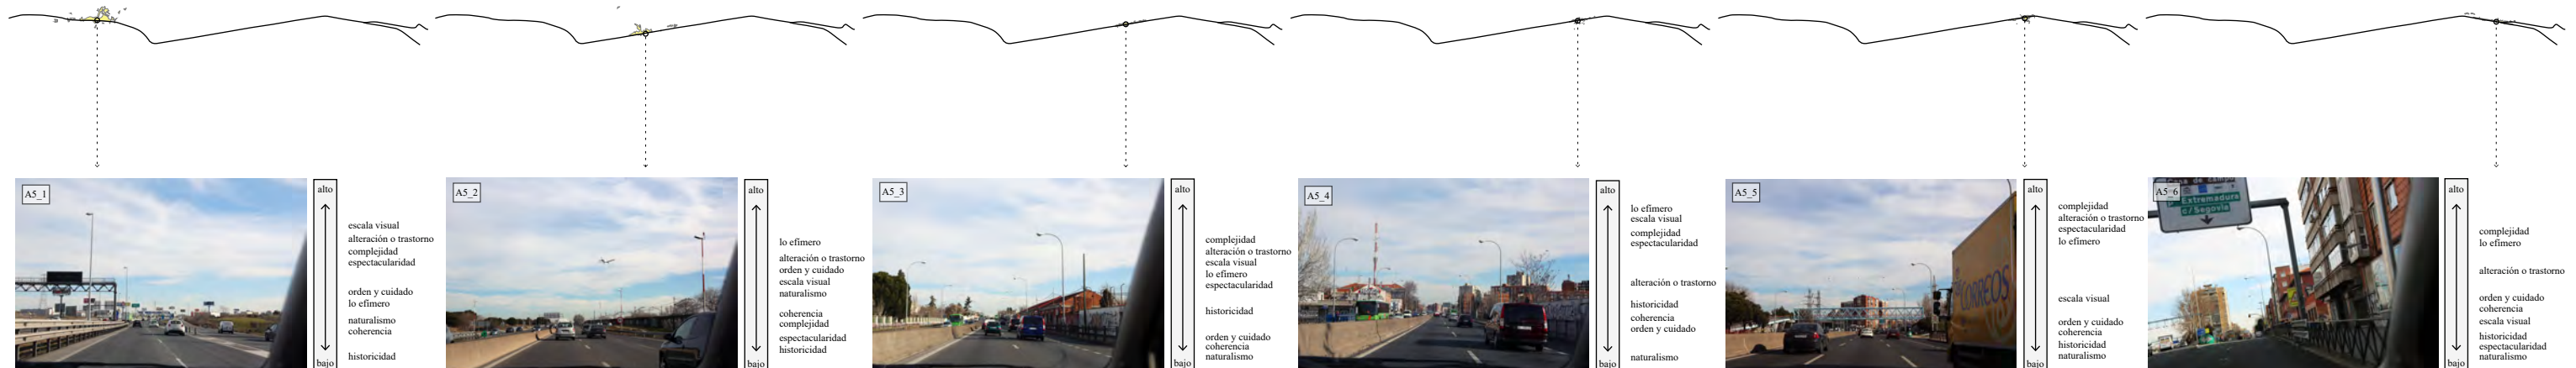 A5_1
alto
escala visual
alteración o trastorno
complejidad
espectacularidad
orden y cuidado
lo efímero
naturalismo
coherencia
historicidad
bajo
A5_2
alto
lo efímero
alteración o trastorno
orden y cuidado
escala visual
naturalismo
coherencia
complejidad
espectacularidad
historicidad
bajo
A5_3
alto
complejidad
alteración o trastorno
escala visual
lo efímero
espectacularidad
historicidad
orden y cuidado
coherencia
naturalismo
bajo
A5_4
alto
lo efímero
escala visual
complejidad
espectacularidad
alteración o trastorno
historicidad
coherencia
orden y cuidado
naturalismo
bajo
A5_5
CORREOS
alto
complejidad
alteración o trastorno
espectacularidad
lo efímero
escala visual
orden y cuidado
coherencia
historicidad
naturalismo
bajo
A5_6
Extremadura
c/Segovia
alto
complejidad
lo efímero
alteración o trastorno
orden y cuidado
coherencia
escala visual
historicidad
espectacularidad
naturalismo
bajo